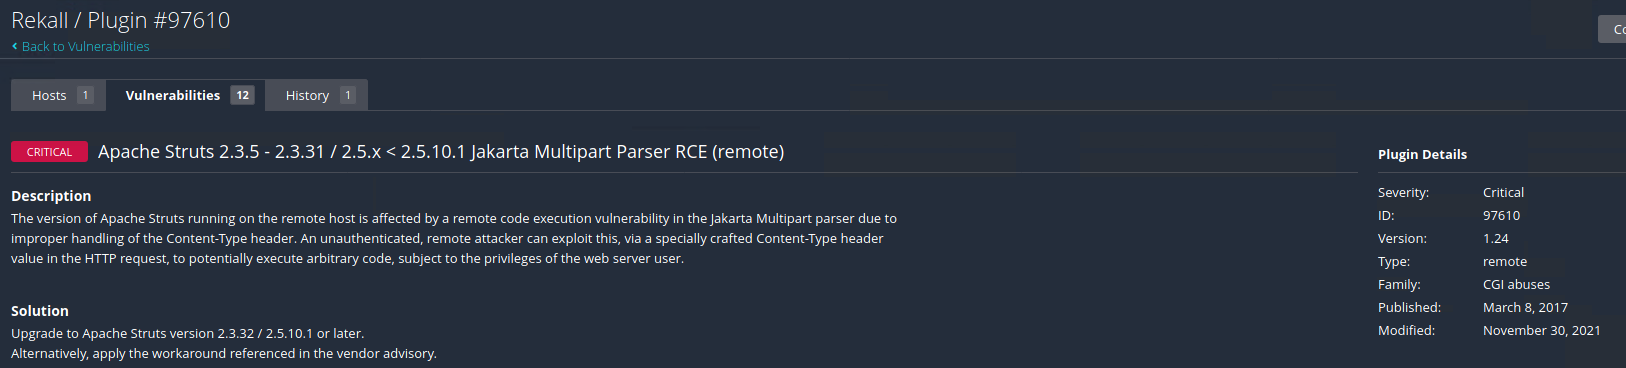 Rekall / Plugin #97610
‹ Back to Vulnerabilities
Hosts 1 Vulnerabilities 12 History 1
CRITICAL Apache Struts 2.3.5 - 2.3.31 / 2.5.x < 2.5.10.1 Jakarta Multipart Parser RCE (remote)
Description
The version of Apache Struts running on the remote host is affected by a remote code execution vulnerability in the Jakarta Multipart parser due to
improper handling of the Content-Type header. An unauthenticated, remote attacker can exploit this, via a specially crafted Content-Type header
value in the HTTP request, to potentially execute arbitrary code, subject to the privileges of the web server user.
Solution
Upgrade to Apache Struts version 2.3.32 / 2.5.10.1 or later.
Alternatively, apply the workaround referenced in the vendor advisory.
Plugin Details
Severity: Critical
ID: 97610
Version: 1.24
Type: remote
Family: CGI abuses
Published: March 8, 2017
Modified: November 30, 2021